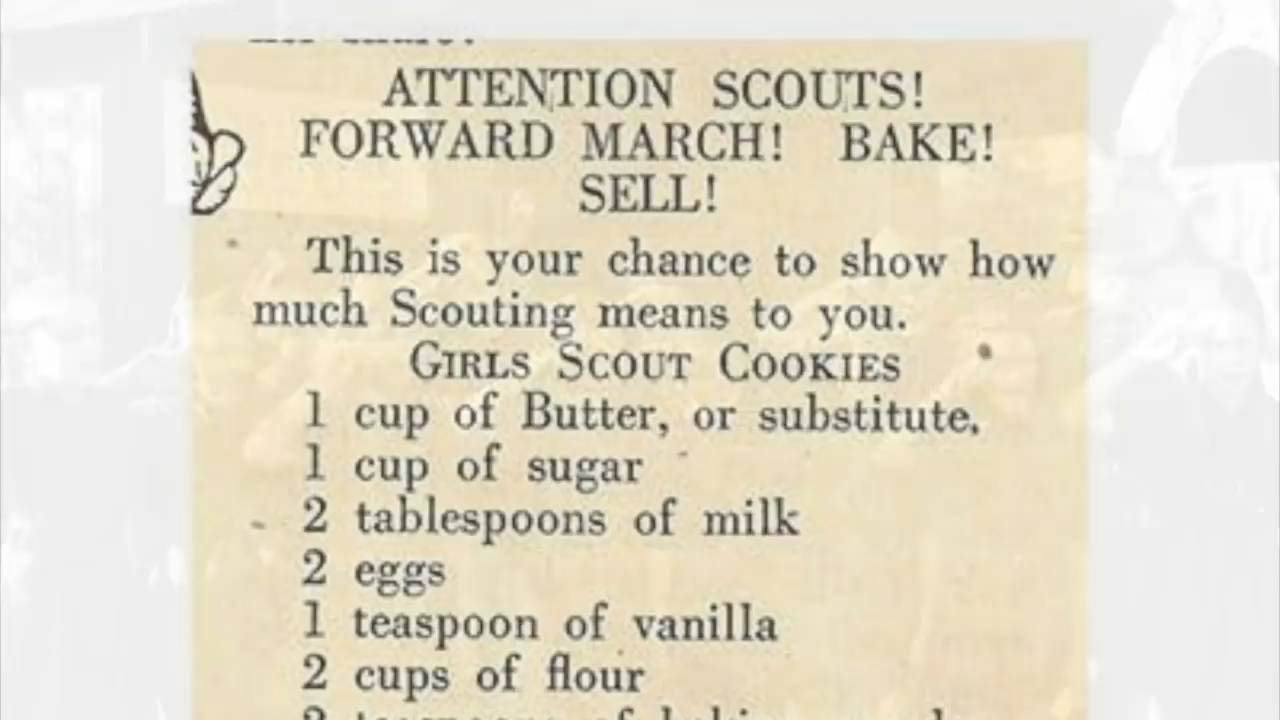 ATTENTION SCOUTS!
FORWARD MARCH! BAKE!
SELL!
This is your chance to show how
much Scouting means to you.
GIRLS SCOUT COOKIES
1 cup of Butter, or substitute.
1 cup of sugar
2 tablespoons of milk
2 eggs
1 teaspoon of vanilla
2 cups of flour